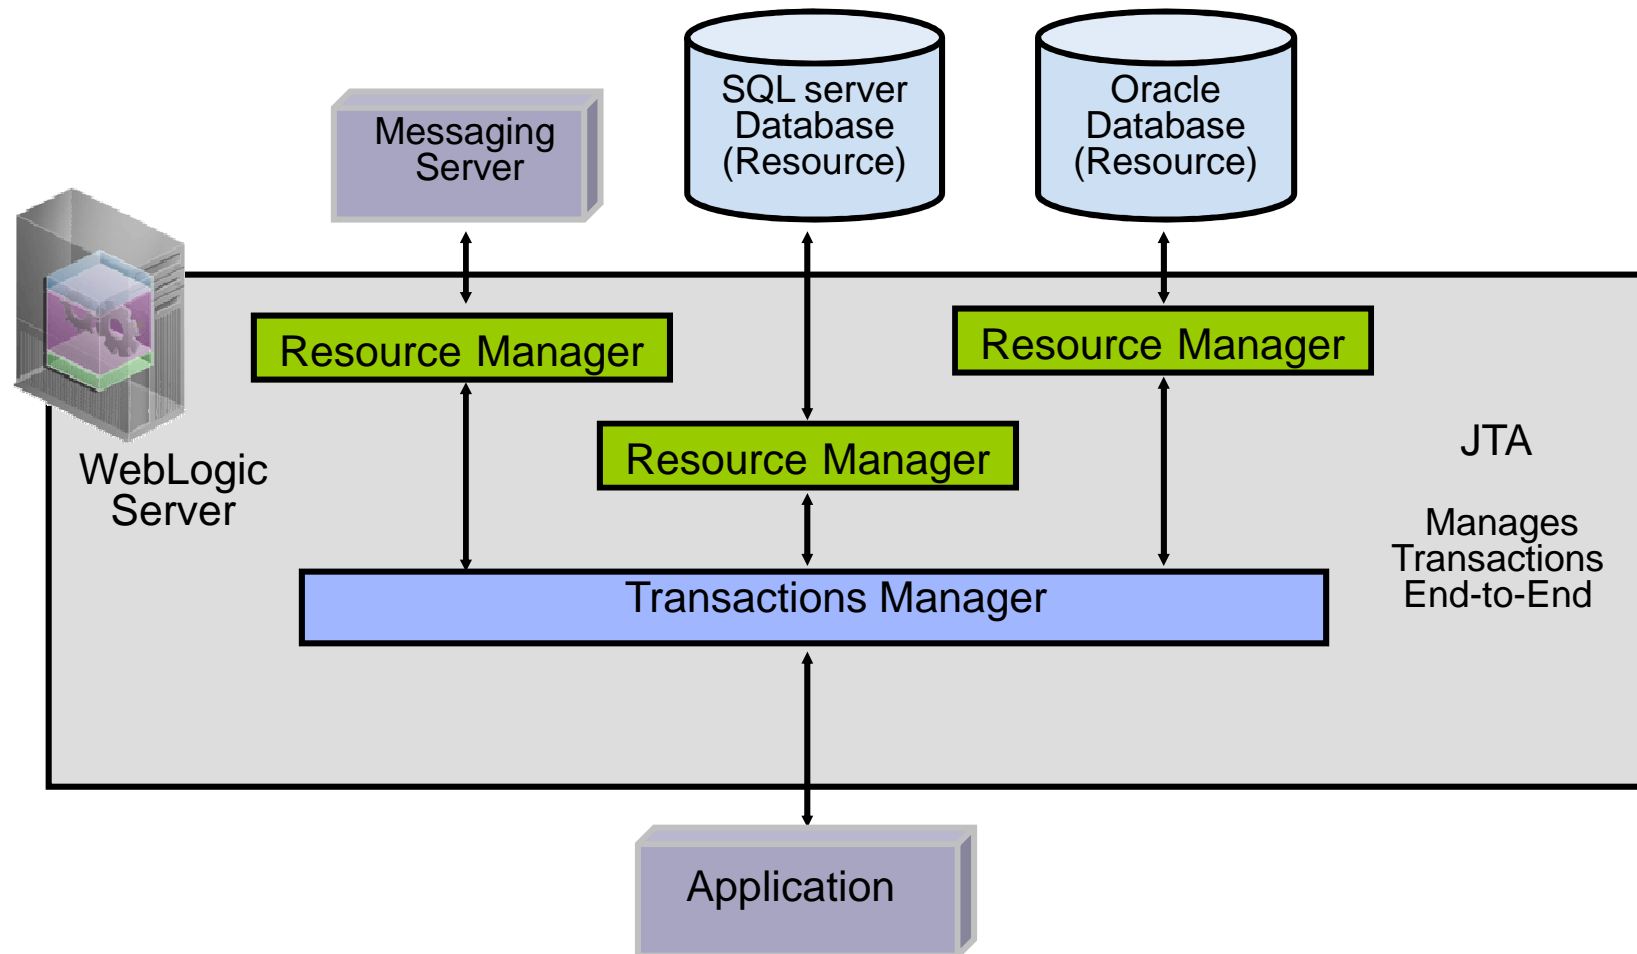 Messaging
Server
SQL server
Database
(Resource)
Oracle
Database
(Resource)
Resource Manager
Resource Manager
Resource Manager
WebLogic
Server
JTA
Manages
Transactions
End-to-End
Transactions Manager
Application